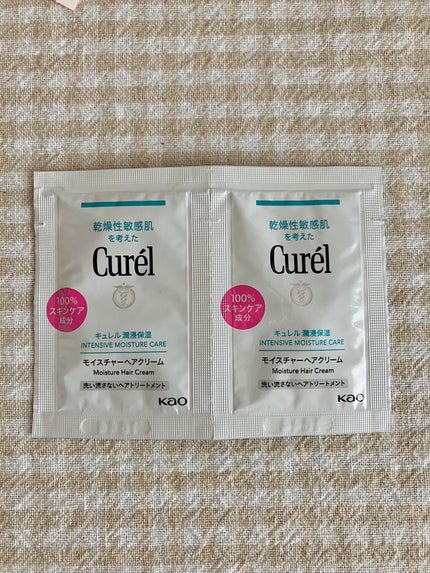 乾燥性敏感肌
を考えた
Curél
100%
スキンケア
成分
キュレル 潤浸保湿
INTENSIVE MOISTURE CARE
モイスチャーヘアクリーム
Moisture Hair Cream
洗い流さないヘアトリートメント
Kao
乾燥性敏感肌
を考えた
Curél
100%
スキンケア
成分
キュレル 潤浸保湿
INTENSIVE MOISTURE CARE
モイスチャーヘアクリーム
Moisture Hair Cream
洗い流さないヘアトリートメント
Kao